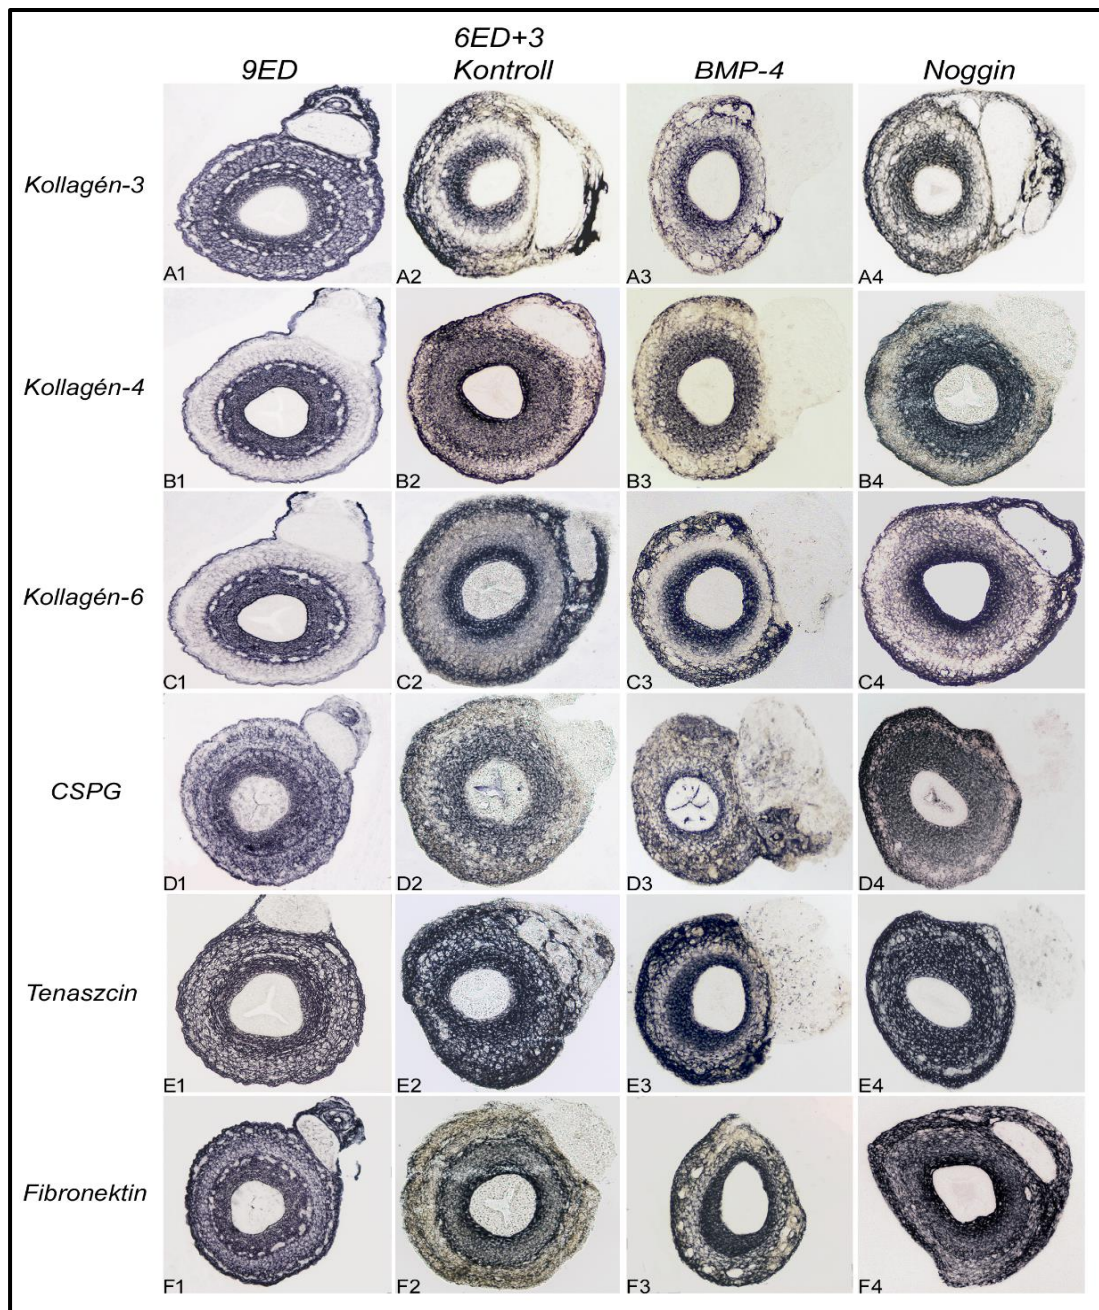 9ED
6ED+3
Kontroll
BMP-4
Noggin
Kollagén-3
A1
A2
A3
A4
Kollagén-4
B1
B2
B3
B4
Kollagén-6
C1
C2
C3
C4
CSPG
D1
D2
D3
D4
Tenaszcin
E1
E2
E3
E4
Fibronektin
F1
F2
F3
F4